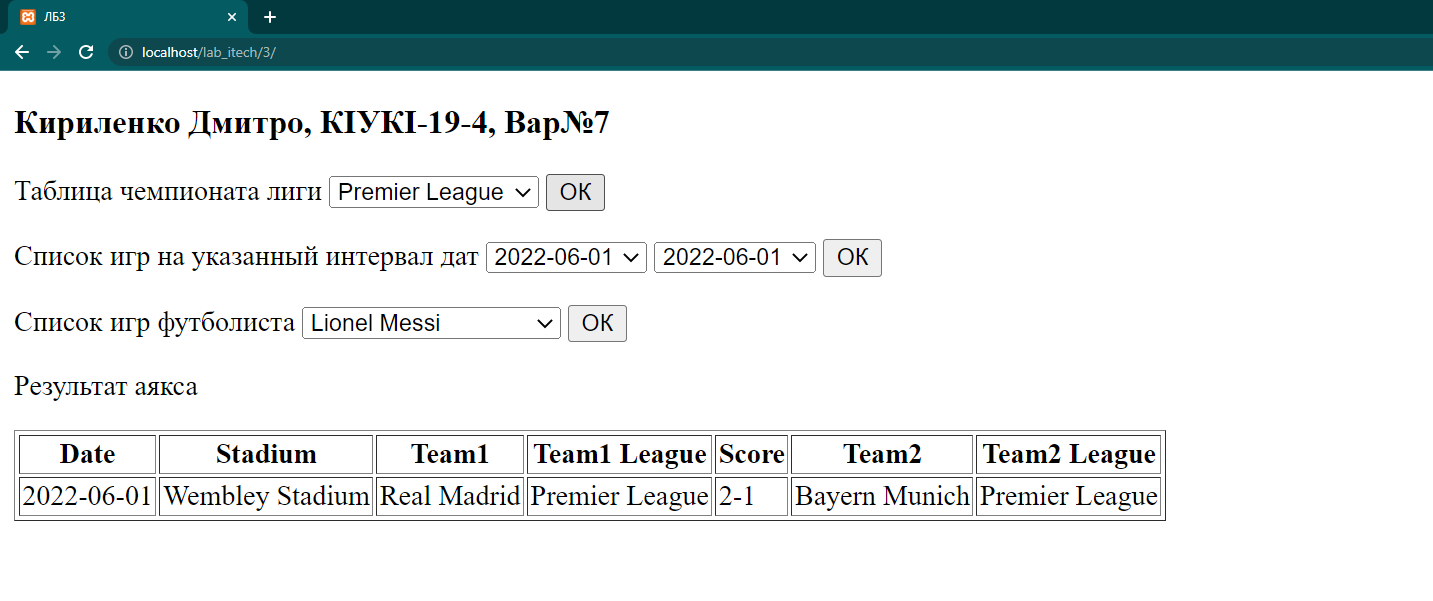 ЛБ3
localhost/lab_itech/3/
Кириленко Дмитро, КІУКІ-19-4, Вар№7
Таблица чемпионата лиги Premier League ОК
Список игр на указанный интервал дат 2022-06-01 2022-06-01 ОК
Список игр футболиста Lionel Messi ОК
Результат аякса
Date Stadium Team1 Team1 League Score Team2 Team2 League
2022-06-01 Wembley Stadium Real Madrid Premier League 2-1 Bayern Munich Premier League